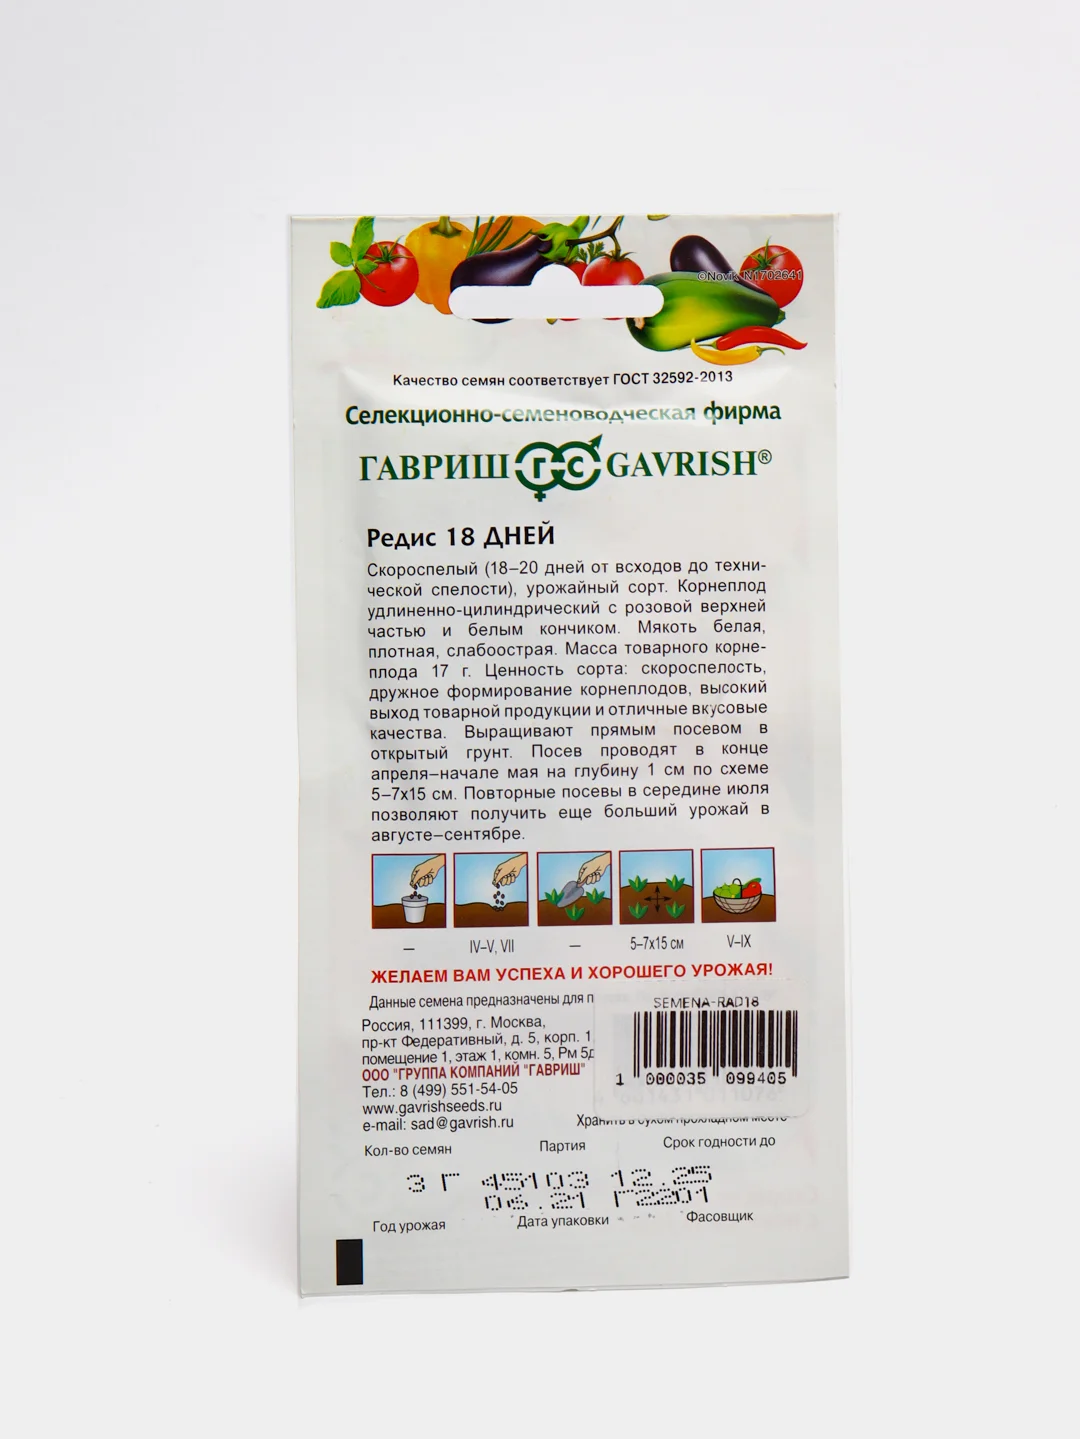 ©Novik N1702641
Качество семян соответствует ГОСТ 32592-2013
Селекционно-семеноводческая фирма
ГАВРИШ ГС GAVRISH®
Редис 18 ДНЕЙ
Скороспелый (18–20 дней от всходов до техни-
ческой спелости), урожайный сорт. Корнеплод
удлиненно-цилиндрический с розовой верхней
частью и белым кончиком. Мякоть белая,
плотная, слабоострая. Масса товарного корне-
плода 17 г. Ценность сорта: скороспелость,
дружное формирование корнеплодов, высокий
выход товарной продукции и отличные вкусовые
качества. Выращивают прямым посевом в
открытый грунт. Посев проводят в конце
апреля–начале мая на глубину 1 см по схеме
5–7х15 см. Повторные посевы в середине июля
позволяют получить еще больший урожай в
августе–сентябре.
— IV–V, VII — 5–7х15 см V–IX
ЖЕЛАЕМ ВАМ УСПЕХА И ХОРОШЕГО УРОЖАЯ!
Данные семена предназначены для
SEMENA-RAD18
Россия, 111399, г. Москва,
пр-кт Федеративный, д. 5, корп. 1
помещение 1, этаж 1, комн. 5, Рм
ООО "ГРУППА КОМПАНИЙ "ГАВРИШ"
1 000035 099405
Тел.: 8 (499) 551-54-05
www.gavrishseeds.ru
e-mail: sad@gavrish.ru
Хранить в сухом прохладном месте
Кол-во семян Партия Срок годности до
3 Г 45103 12.25
06.21 Г2201
Год урожая Дата упаковки Фасовщик